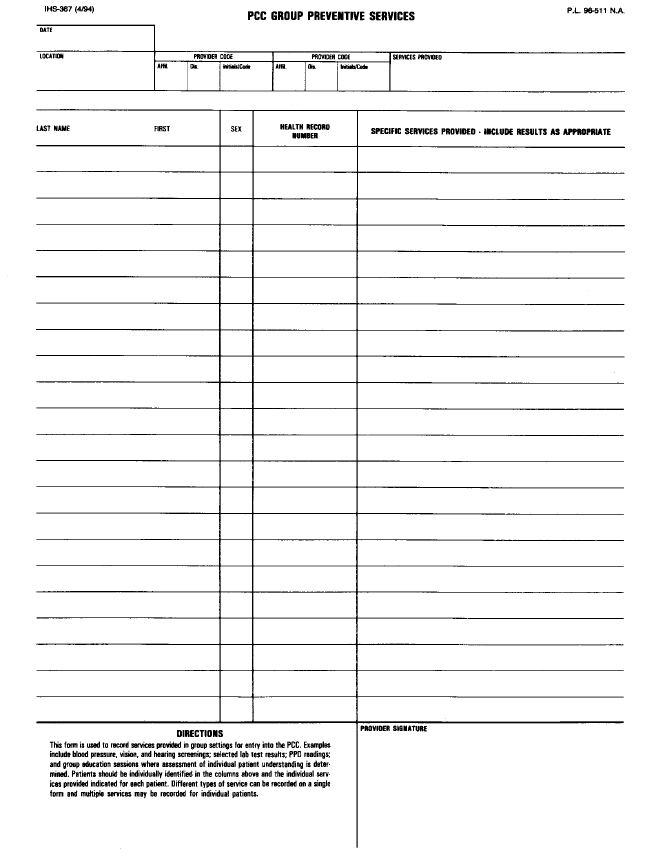 IHS-367 (4/94)
PCC GROUP PREVENTIVE SERVICES
P.L. 96-511 N.A.
DATE
LOCATION
PROVIDER CODE
PROVIDER CODE
SERVICES PROVIDED
Affil. Dis. Initials/Code
Affil. Dis. Initials/Code
LAST NAME FIRST SEX HEALTH RECORD
NUMBER
SPECIFIC SERVICES PROVIDED - INCLUDE RESULTS AS APPROPRIATE
DIRECTIONS
This form is used to record services provided in group settings for entry into the PCC. Examples
include blood pressure, vision, and hearing screenings; selected lab test results; PPD readings;
and group education sessions where assessment of individual patient understanding is deter-
mined. Patients should be individually identified in the columns above and the individual serv-
ices provided indicated for each patient. Different types of service can be recorded on a single
form and multiple services may be recorded for individual patients.
PROVIDER SIGNATURE